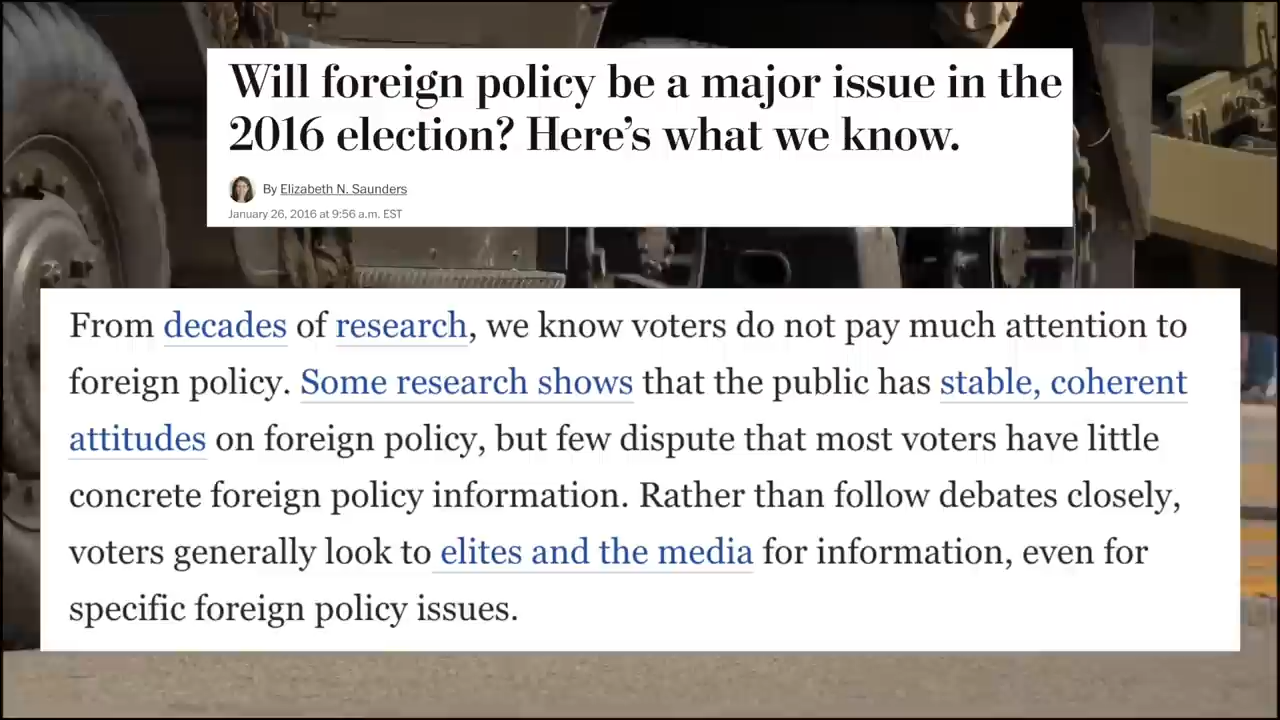 Will foreign policy be a major issue in the
2016 election? Here’s what we know.
By Elizabeth N. Saunders
January 26, 2016 at 9:56 a.m. EST
From decades of research, we know voters do not pay much attention to
foreign policy. Some research shows that the public has stable, coherent
attitudes on foreign policy, but few dispute that most voters have little
concrete foreign policy information. Rather than follow debates closely,
voters generally look to elites and the media for information, even for
specific foreign policy issues.